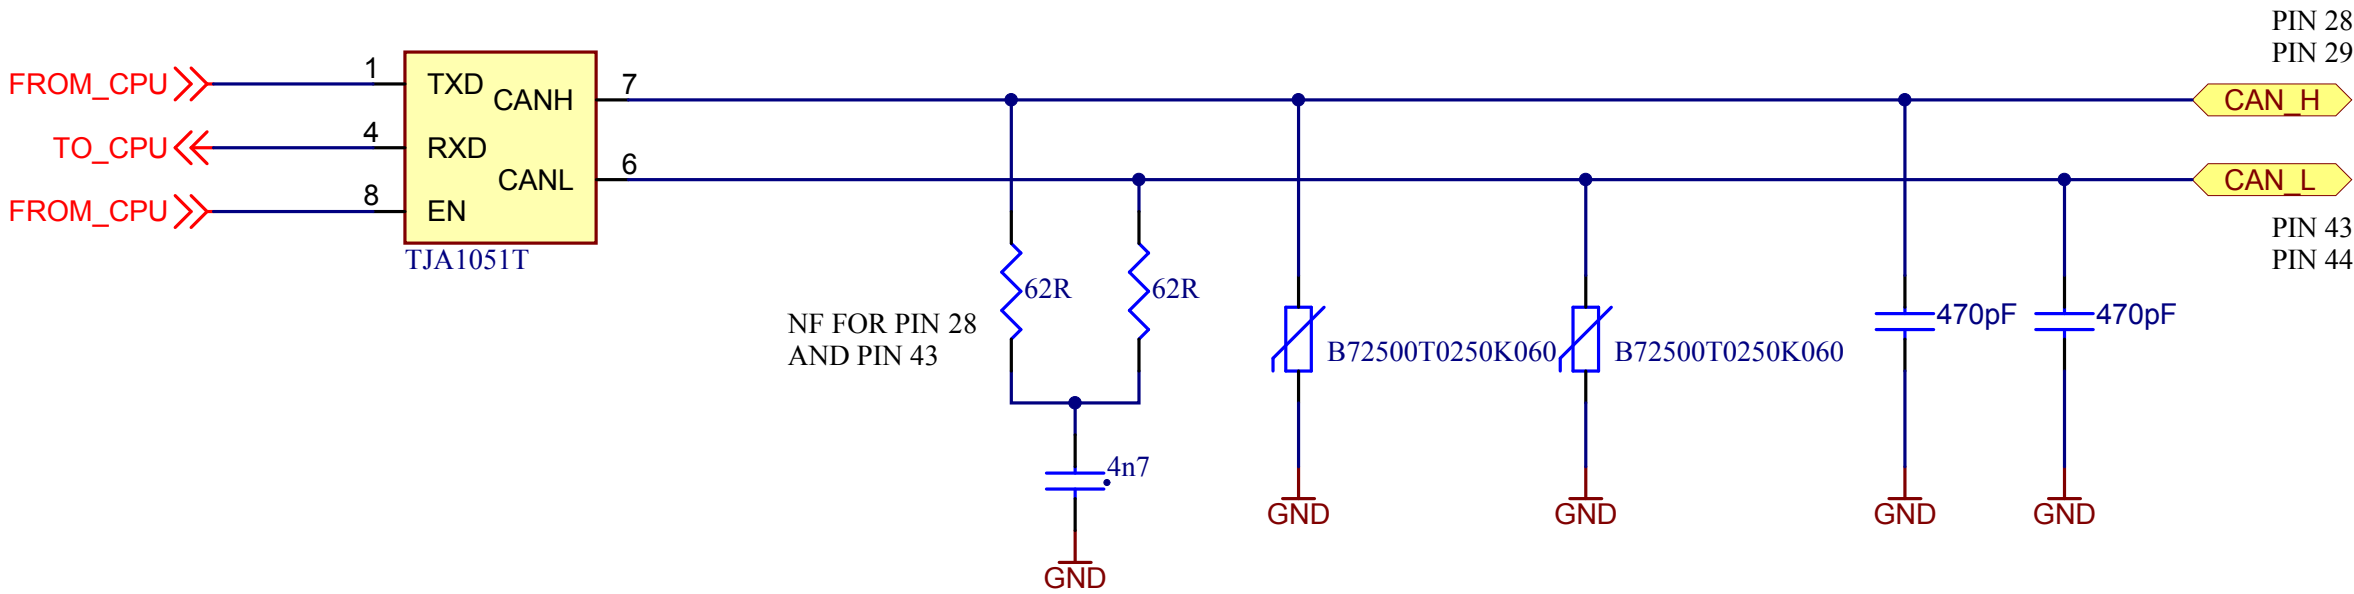 PIN 28
PIN 29
FROM_CPU
1
TXD
CANH
7
CAN_H
TO_CPU
4
RXD
6
CANL
CAN_L
FROM_CPU
8
EN
TJA1051T
PIN 43
PIN 44
62R
62R
NF FOR PIN 28
AND PIN 43
B72500T0250K060
B72500T0250K060
470pF
470pF
4n7
GND
GND
GND
GND
GND